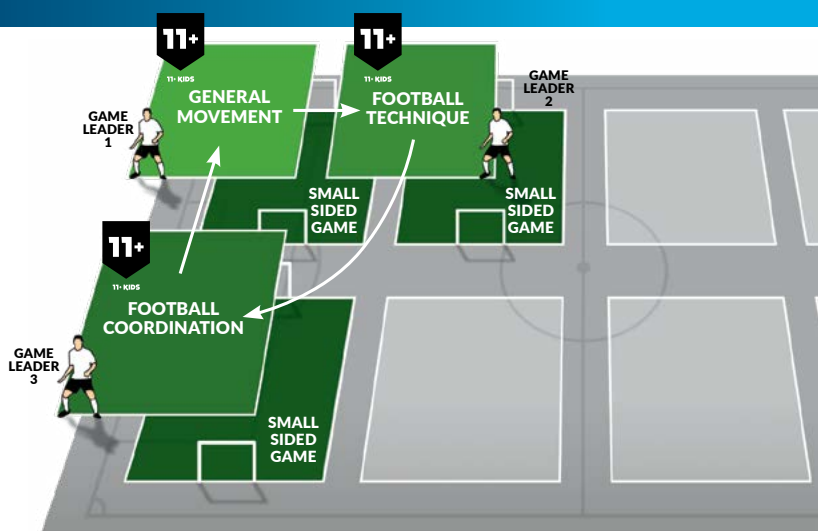 11+
11+ KIDS
GENERAL
MOVEMENT
11+
11+ KIDS
FOOTBALL
TECHNIQUE
GAME
LEADER
1
GAME
LEADER
2
SMALL
SIDED
GAME
SMALL
SIDED
GAME
11+
11+ KIDS
FOOTBALL
COORDINATION
GAME
LEADER
3
SMALL
SIDED
GAME